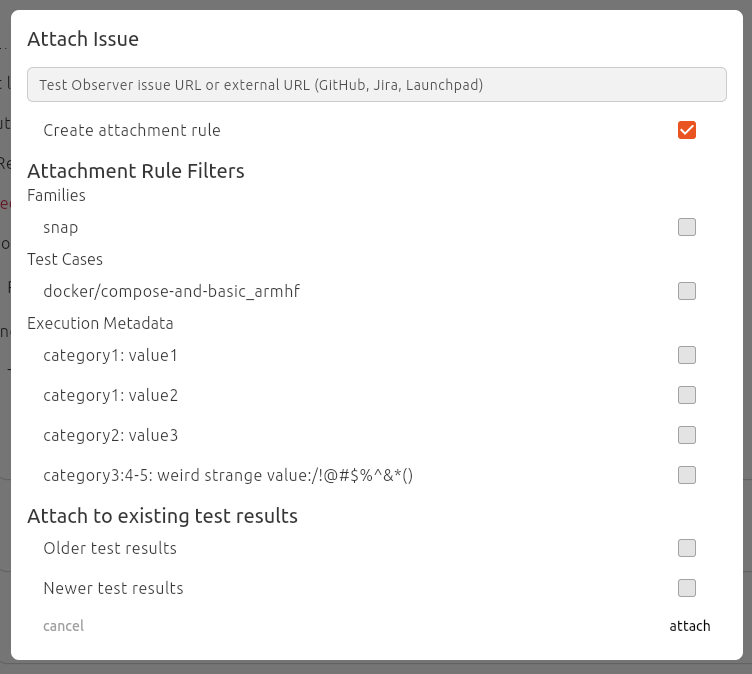 Attach Issue
Test Observer issue URL or external URL (GitHub, Jira, Launchpad)
Create attachment rule
Attachment Rule Filters
Families
snap
Test Cases
docker/compose-and-basic_armhf
Execution Metadata
category1: value1
category1: value2
category2: value3
category3:4-5: weird strange value:/!@#$%^&*()
Attach to existing test results
Older test results
Newer test results
cancel
attach